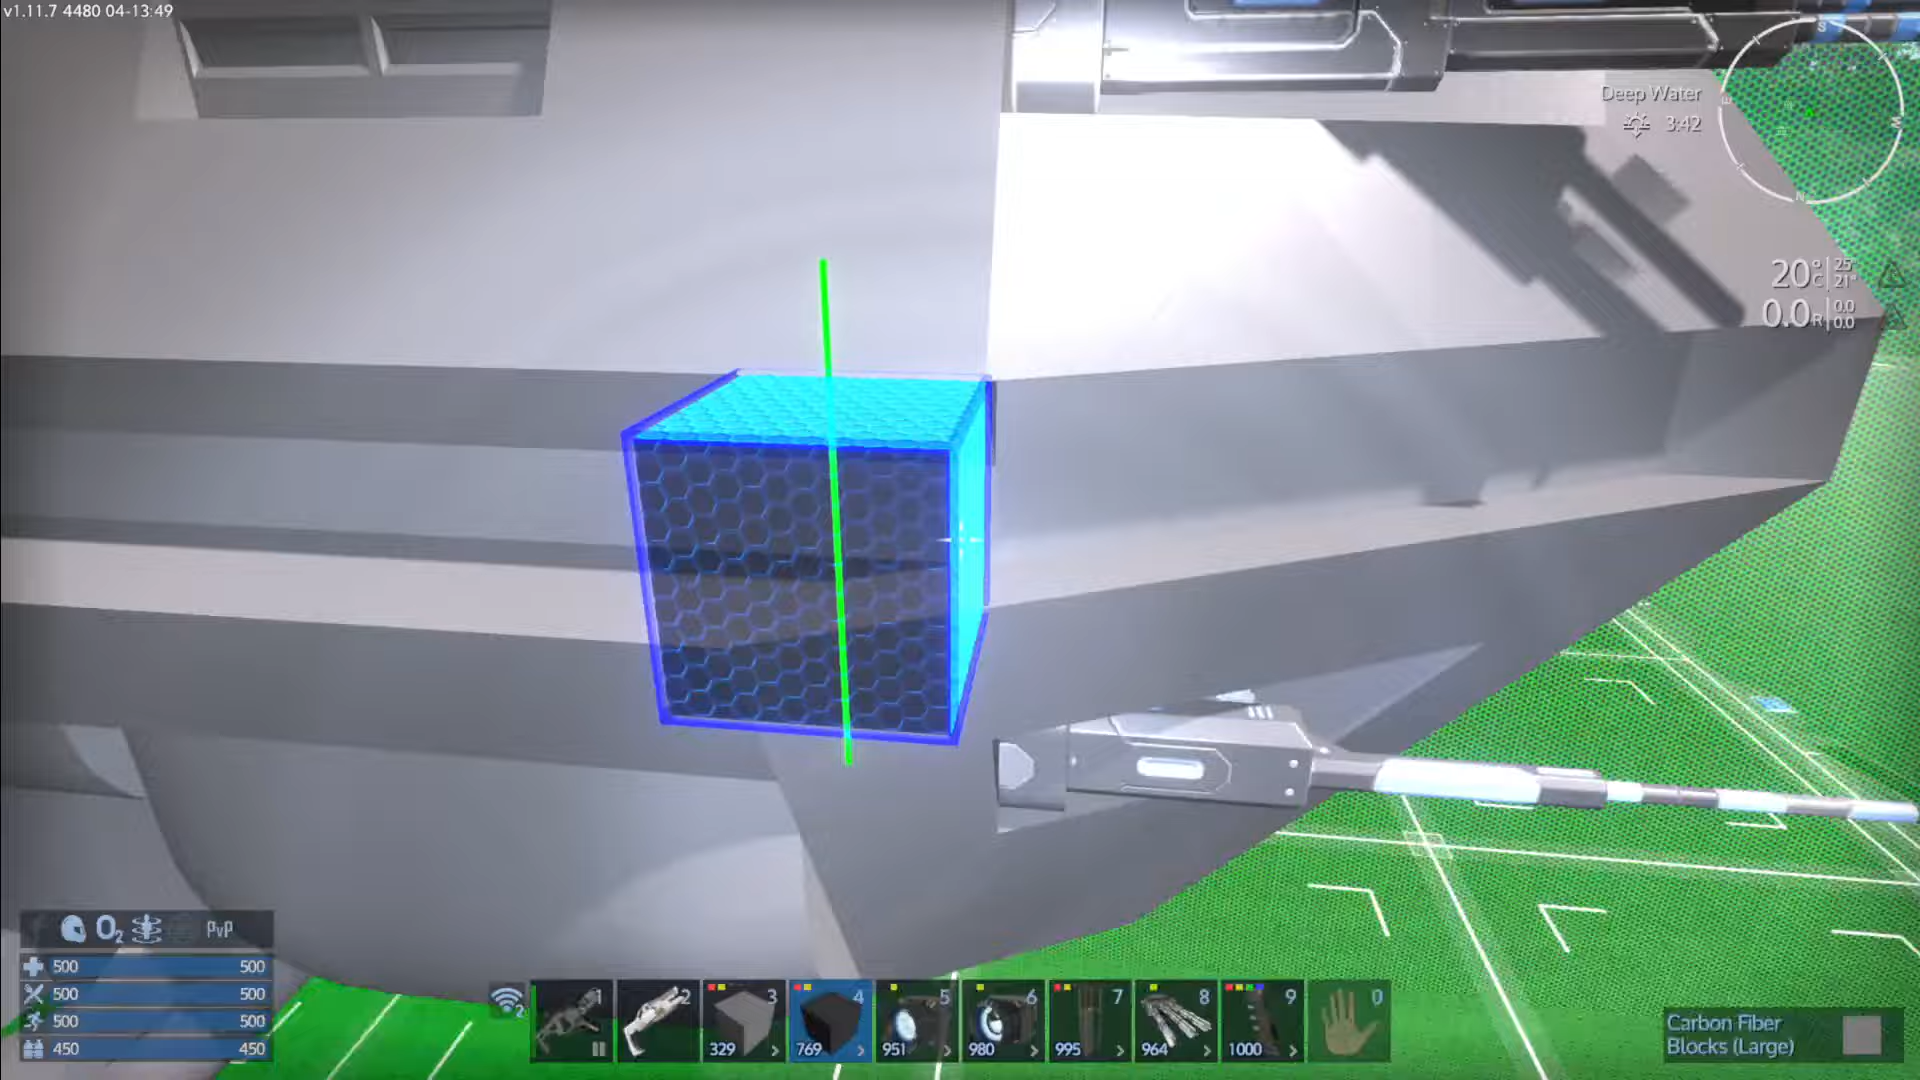 v1.11.7 4480 04-13:49
S
E
W
N
Deep Water
3:42
20°C 25° 21°
0.0R 0.0 0.0
O2 PvP
500 500
500 500
500 500
450 450
2
1 2 3 4 5 6 7 8 9 0
329 769 951 980 995 964 1000
Carbon Fiber
Blocks (Large)